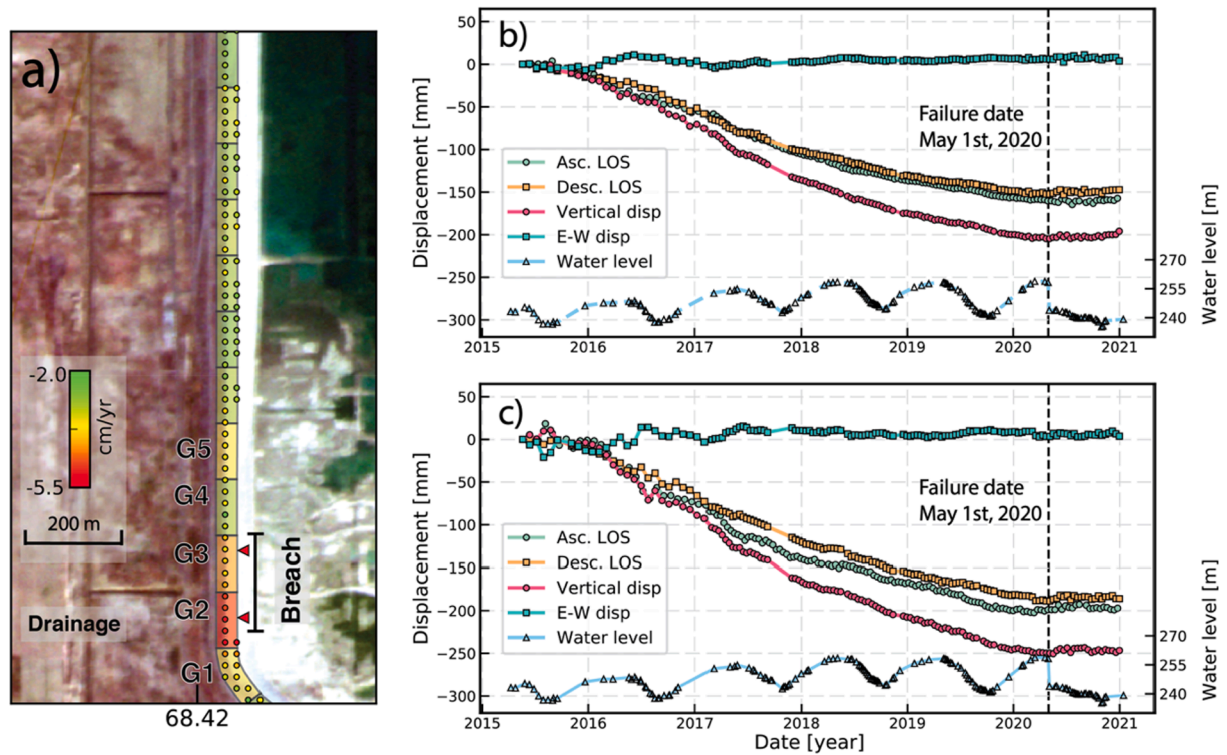 a)
-2.0
cm/yr
-5.5
200 m
G5
G4
G3
G2
G1
Breach
Drainage
68.42
b)
50
0
−50
−100
−150
−200
−250
−300
Displacement [mm]
Failure date
May 1st, 2020
Asc. LOS
Desc. LOS
Vertical disp
E-W disp
Water level
270
255
240
Water level [m]
2015
2016
2017
2018
2019
2020
2021
c)
50
0
−50
−100
−150
−200
−250
−300
Displacement [mm]
Failure date
May 1st, 2020
Asc. LOS
Desc. LOS
Vertical disp
E-W disp
Water level
270
255
240
Water level [m]
2015
2016
2017
2018
2019
2020
2021
Date [year]